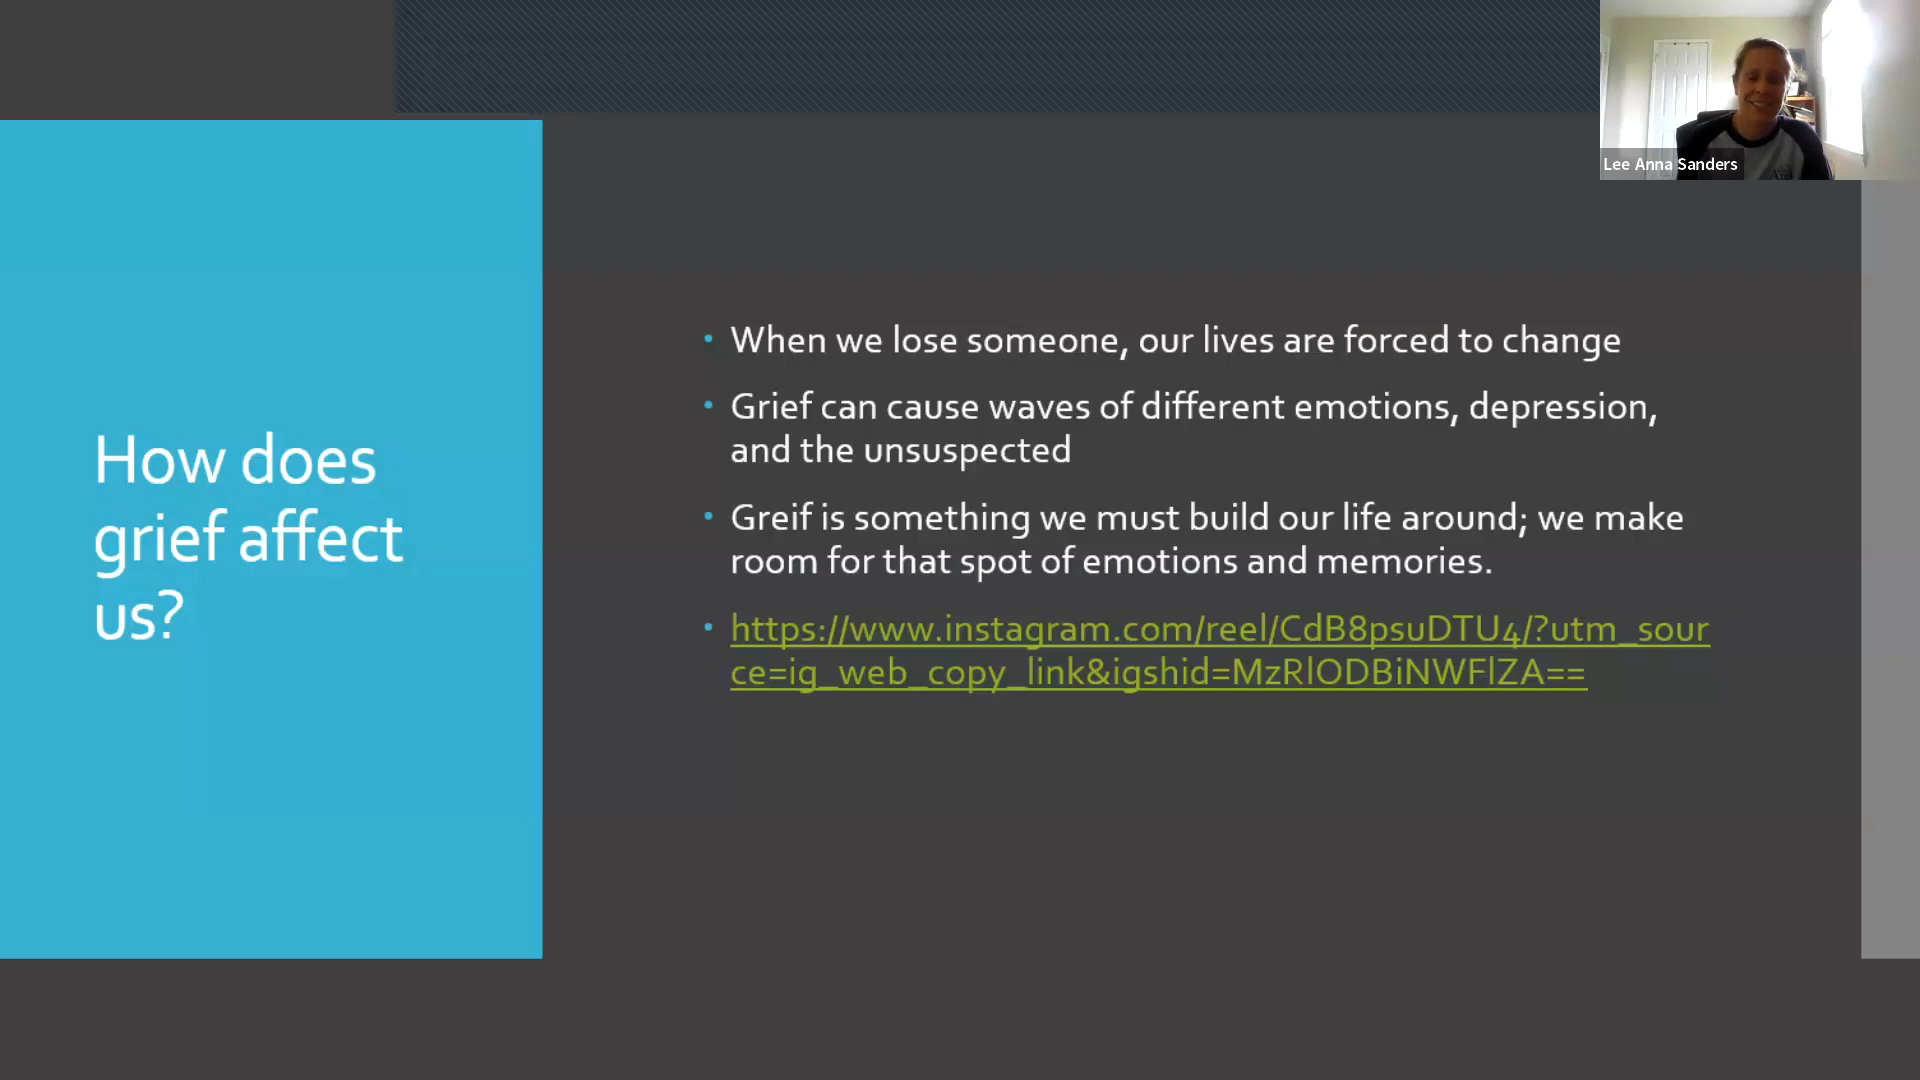 Lee Anna Sanders
How does
grief affect
us?
• When we lose someone, our lives are forced to change
• Grief can cause waves of different emotions, depression,
and the unsuspected
• Greif is something we must build our life around; we make
room for that spot of emotions and memories.
• https://www.instagram.com/reel/CdB8psuDTU4/?utm_sour
ce=ig_web_copy_link&igshid=MzRlODBiNWFlZA==